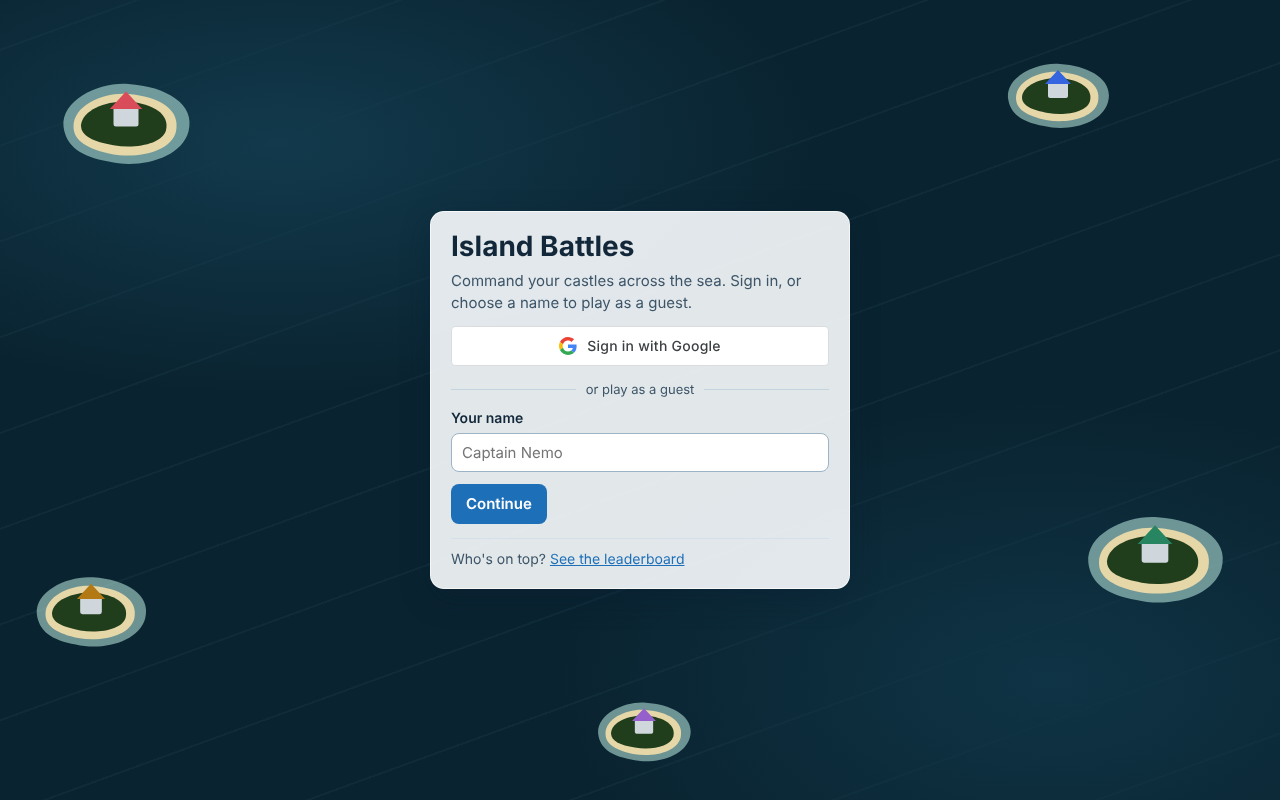 Island Battles
Command your castles across the sea. Sign in, or
choose a name to play as a guest.
Sign in with Google
or play as a guest
Your name
Captain Nemo
Continue
Who's on top? See the leaderboard